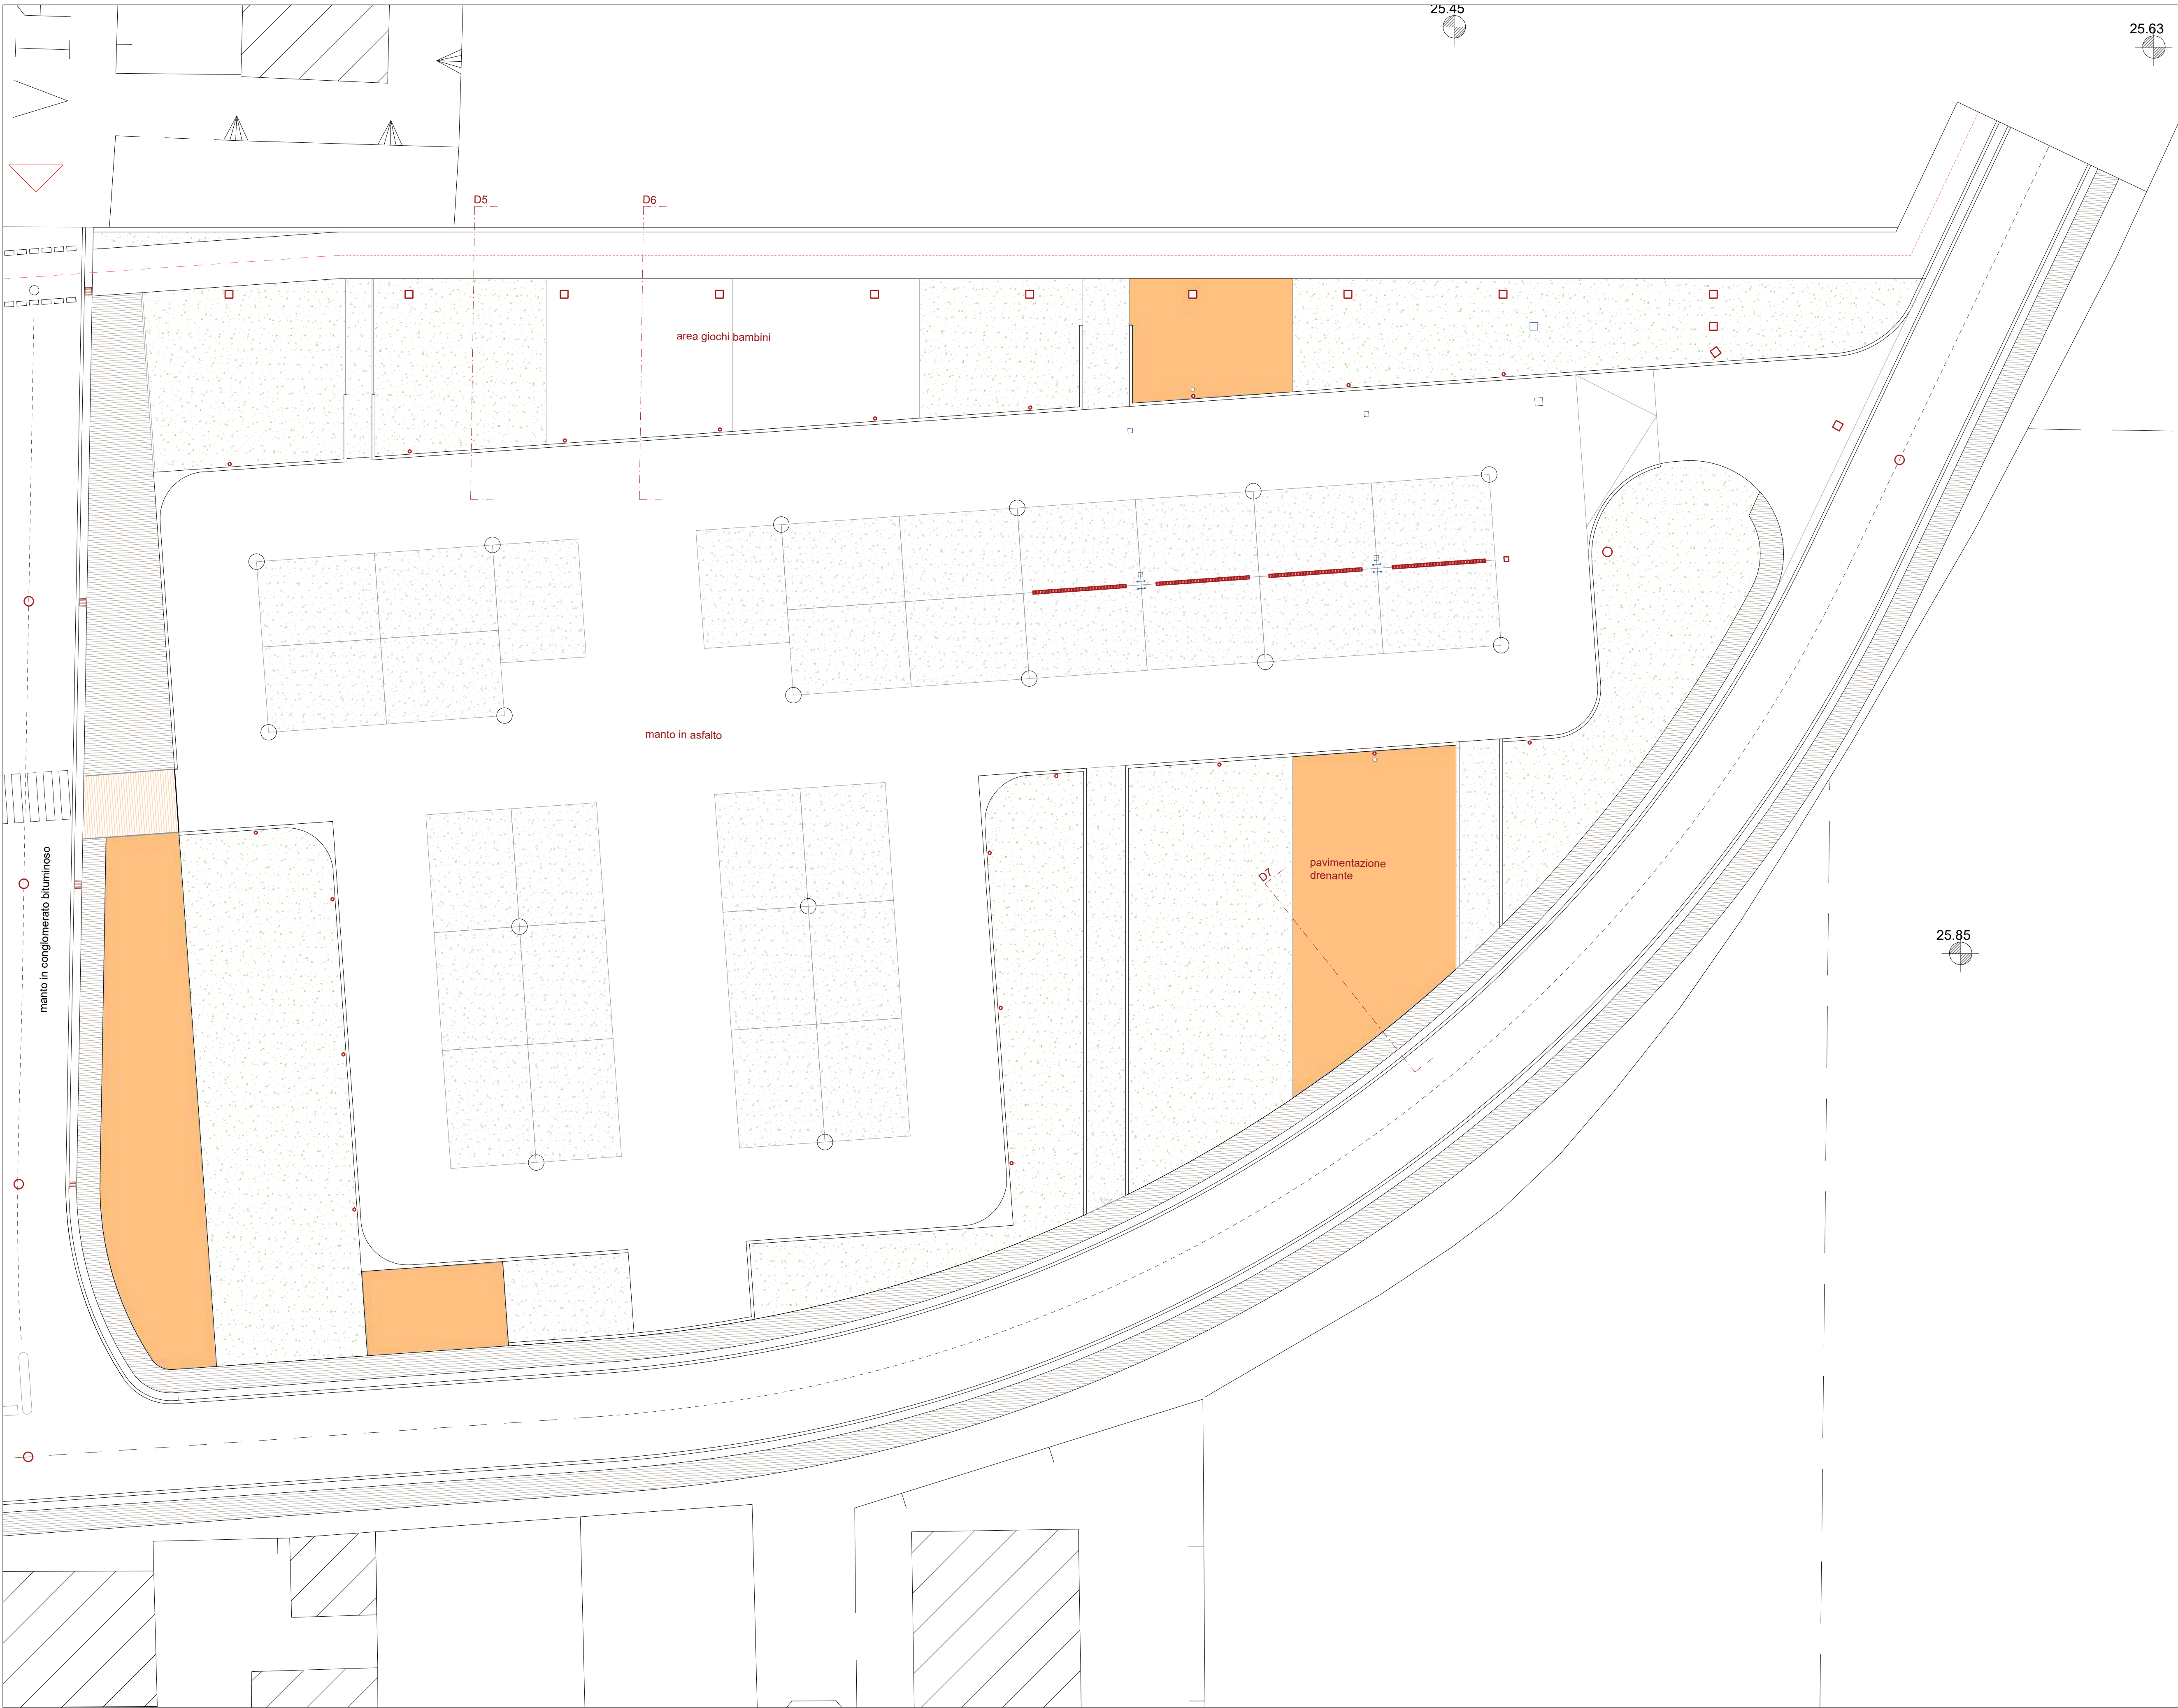 25.45
25.63
D5
D6
area giochi bambini
manto in asfalto
D7
pavimentazione
drenante
manto in conglomerato bituminoso
25.85